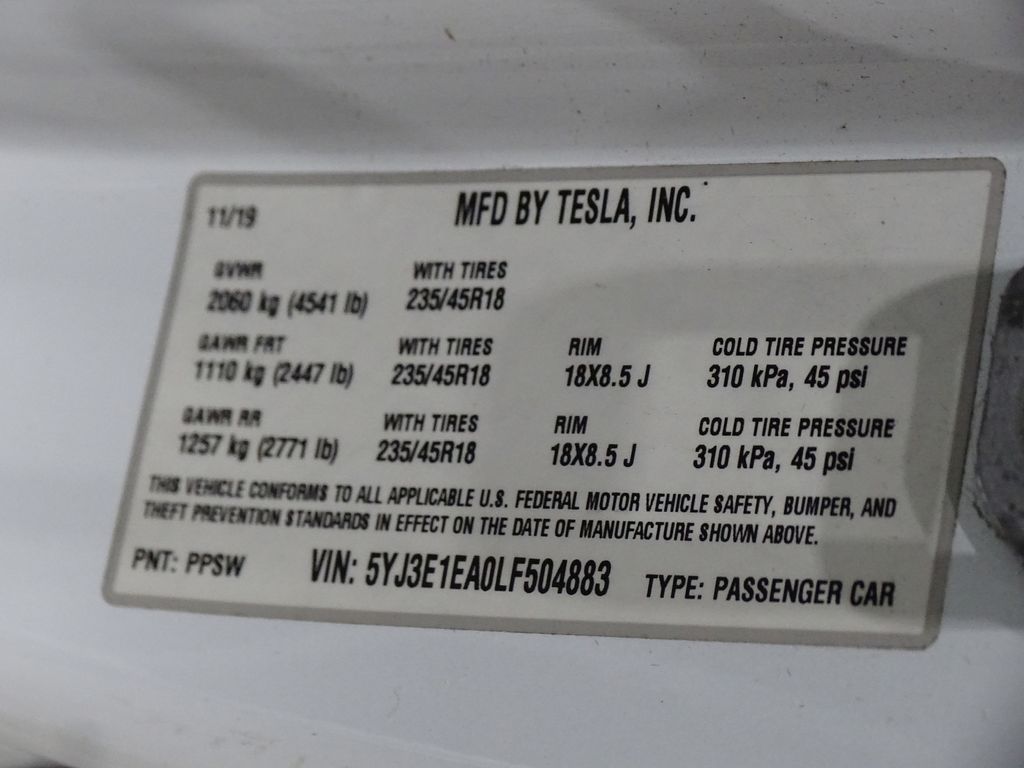 11/19 MFD BY TESLA, INC.
GVWR WITH TIRES
2060 kg (4541 lb) 235/45R18
GAWR FRT WITH TIRES RIM COLD TIRE PRESSURE
1110 kg (2447 lb) 235/45R18 18X8.5 J 310 kPa, 45 psi
GAWR RR WITH TIRES RIM COLD TIRE PRESSURE
1257 kg (2771 lb) 235/45R18 18X8.5 J 310 kPa, 45 psi
THIS VEHICLE CONFORMS TO ALL APPLICABLE U.S. FEDERAL MOTOR VEHICLE SAFETY, BUMPER, AND
THEFT PREVENTION STANDARDS IN EFFECT ON THE DATE OF MANUFACTURE SHOWN ABOVE.
PNT: PPSW VIN: 5YJ3E1EA0LF504883 TYPE: PASSENGER CAR